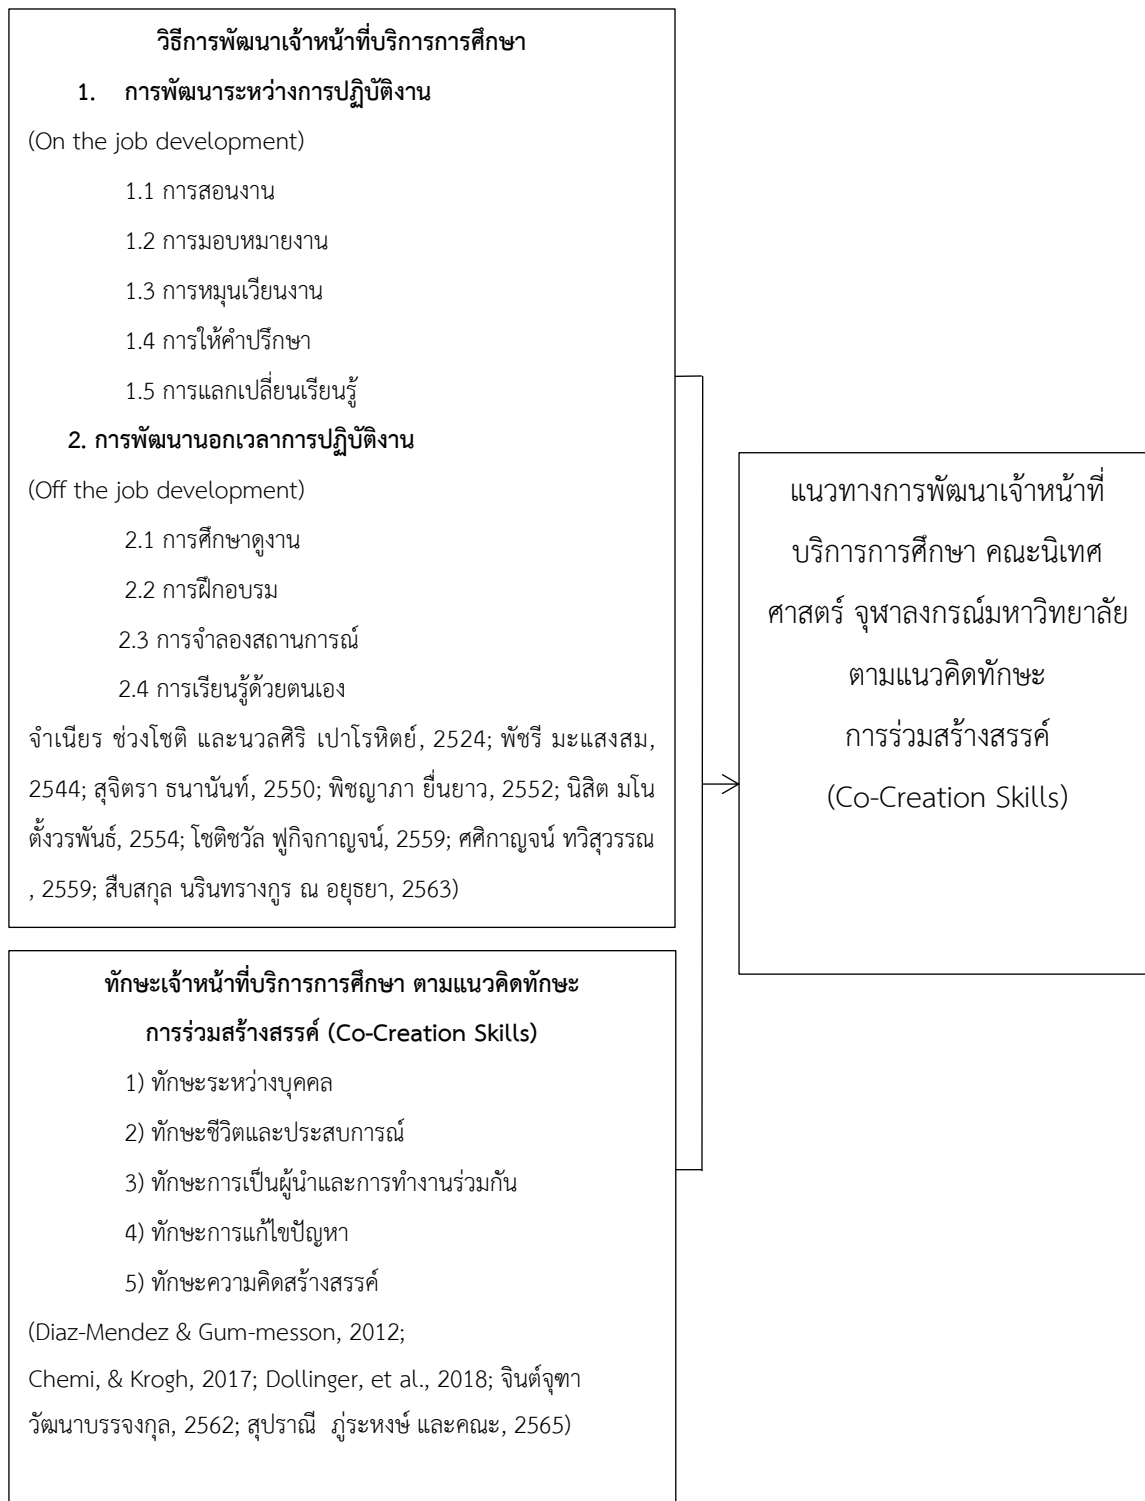 วิธีการพัฒนาเจ้าหน้าที่บริการการศึกษา
1. การพัฒนาระหว่างการปฏิบัติงาน
(On the job development)
1.1 การสอนงาน
1.2 การมอบหมายงาน
1.3 การหมุนเวียนงาน
1.4 การให้คำปรึกษา
1.5 การแลกเปลี่ยนเรียนรู้
2. การพัฒนานอกเวลาการปฏิบัติงาน
(Off the job development)
2.1 การศึกษาดูงาน
2.2 การฝึกอบรม
2.3 การจำลองสถานการณ์
2.4 การเรียนรู้ด้วยตนเอง
จำเนียร ช่วงโชติ และนวลศิริ เปาโรหิตย์, 2524; พัชรี มะแสงสม,
2544; สุจิตรา ธนานันท์, 2550; พิชญาภา ยื่นยาว, 2552; นิสิต มโน
ตั้งวรพันธ์, 2554; โชติชวัล ฟูกิจกาญจน์, 2559; ศศิกาญจน์ ทวิสุวรรณ
, 2559; สืบสกุล นรินทรางกูร ณ อยุธยา, 2563)
ทักษะเจ้าหน้าที่บริการการศึกษา ตามแนวคิดทักษะ
การร่วมสร้างสรรค์ (Co-Creation Skills)
1) ทักษะระหว่างบุคคล
2) ทักษะชีวิตและประสบการณ์
3) ทักษะการเป็นผู้นำและการทำงานร่วมกัน
4) ทักษะการแก้ไขปัญหา
5) ทักษะความคิดสร้างสรรค์
(Diaz-Mendez & Gum-messon, 2012;
Chemi, & Krogh, 2017; Dollinger, et al., 2018; จินต์จุฑา
วัฒนาบรรจงกุล, 2562; สุปราณี ภู่ระหงษ์ และคณะ, 2565)
แนวทางการพัฒนาเจ้าหน้าที่
บริการการศึกษา คณะนิเทศ
ศาสตร์ จุฬาลงกรณ์มหาวิทยาลัย
ตามแนวคิดทักษะ
การร่วมสร้างสรรค์
(Co-Creation Skills)